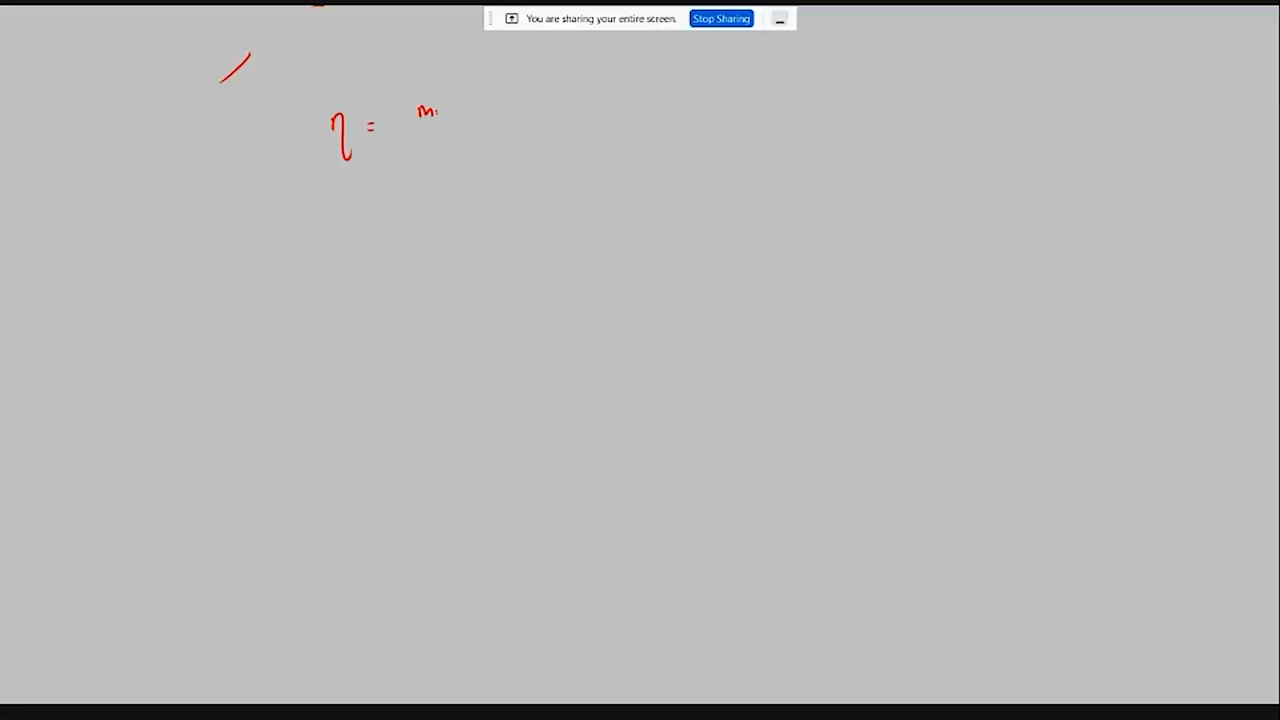 You are sharing your entire screen. Stop Sharing
η = m